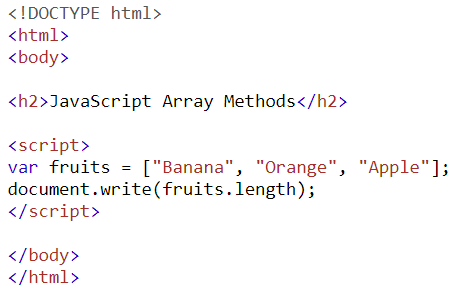 <!DOCTYPE html>
<html>
<body>
<h2>JavaScript Array Methods</h2>
<script>
var fruits = ["Banana", "Orange", "Apple"];
document.write(fruits.length);
</script>
</body>
</html>